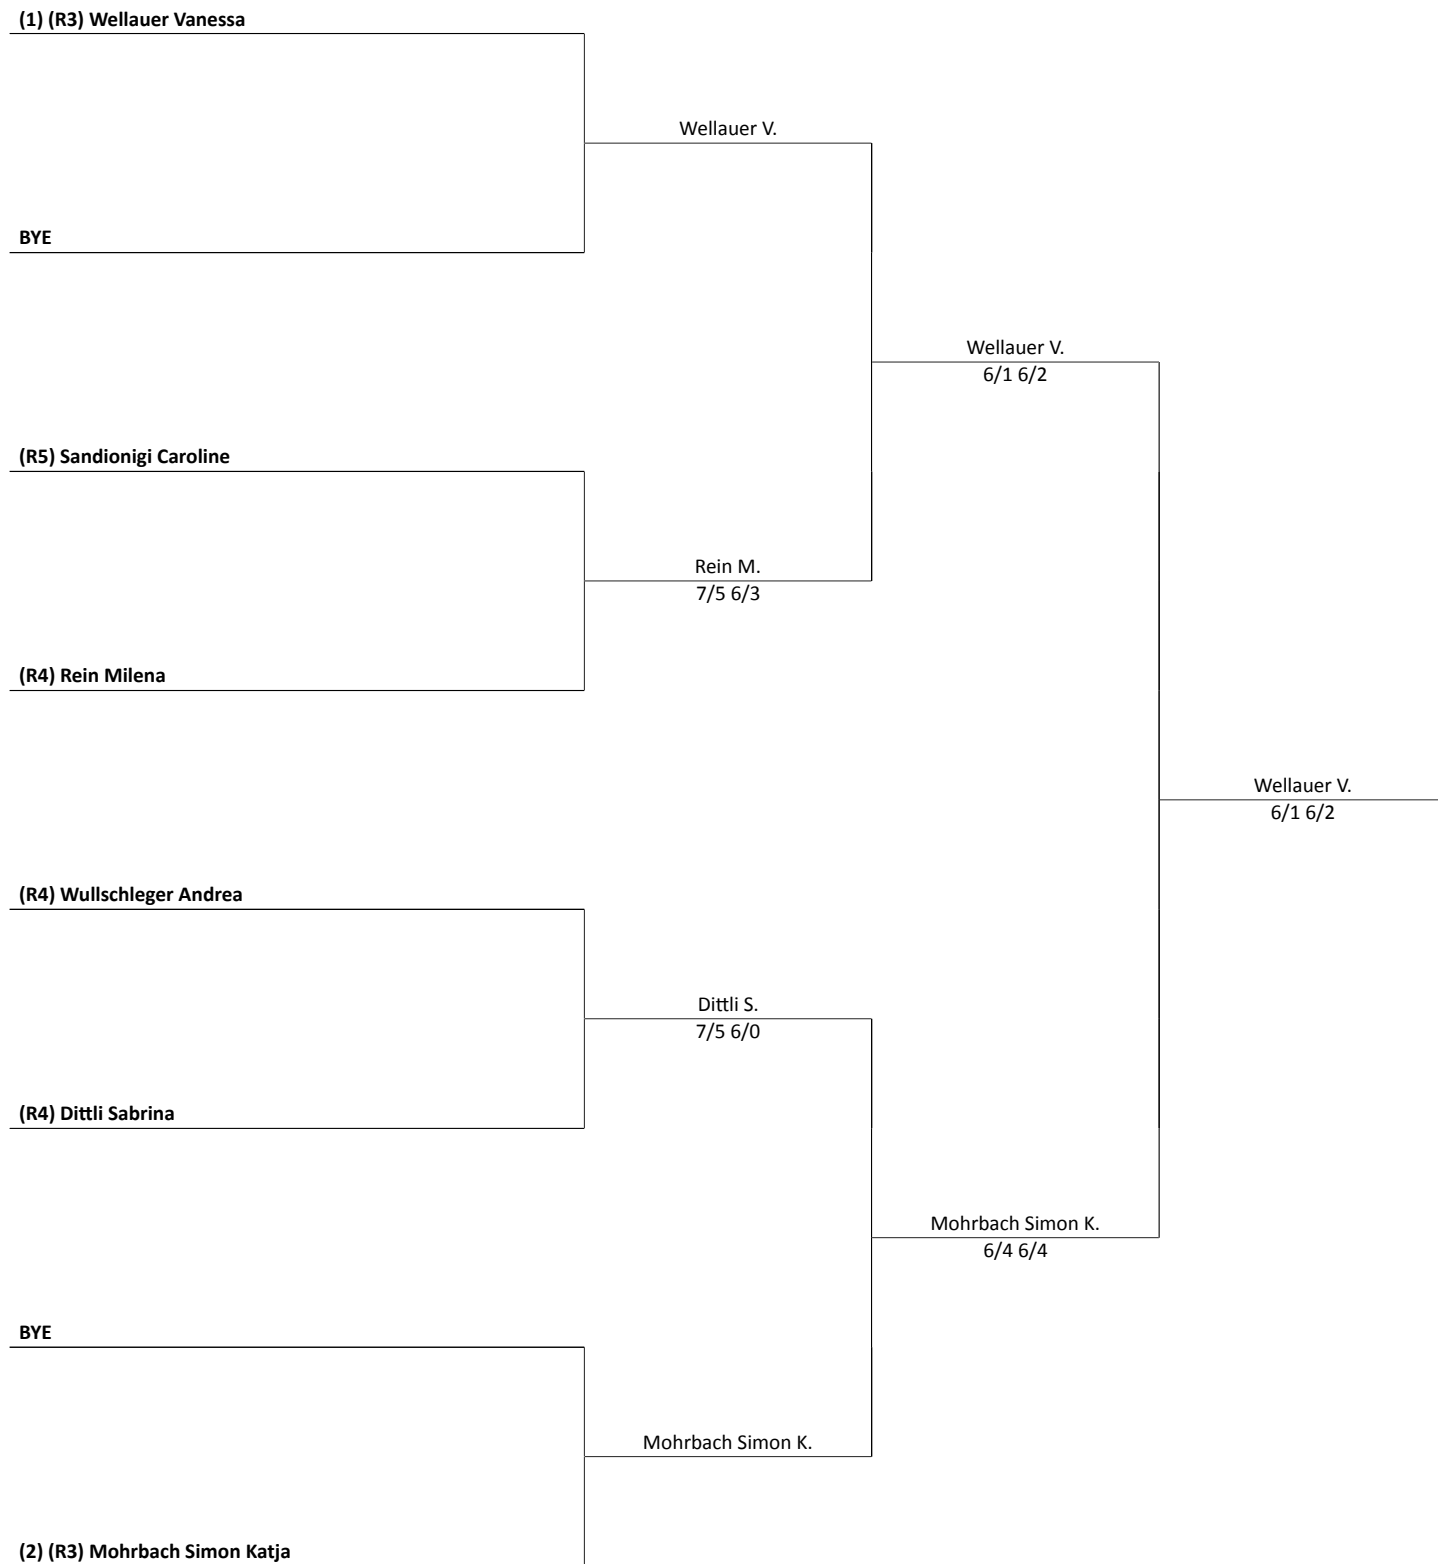 (1) (R3) Wellauer Vanessa
Wellauer V.
BYE
Wellauer V.
6/1 6/2
(R5) Sandionigi Caroline
Rein M.
7/5 6/3
(R4) Rein Milena
Wellauer V.
6/1 6/2
(R4) Wullschleger Andrea
Dittli S.
7/5 6/0
(R4) Dittli Sabrina
Mohrbach Simon K.
6/4 6/4
BYE
Mohrbach Simon K.
(2) (R3) Mohrbach Simon Katja